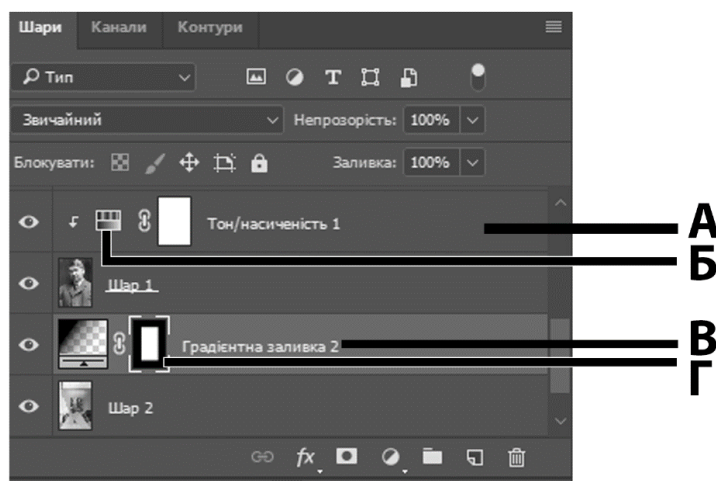 Шари Канали Контури
Тип
Звичайний Непрозорість: 100%
Блокувати: Заливка: 100%
Тон/насиченість 1
А
Б
Шар 1
Градієнтна заливка 2
В
Г
Шар 2
fx